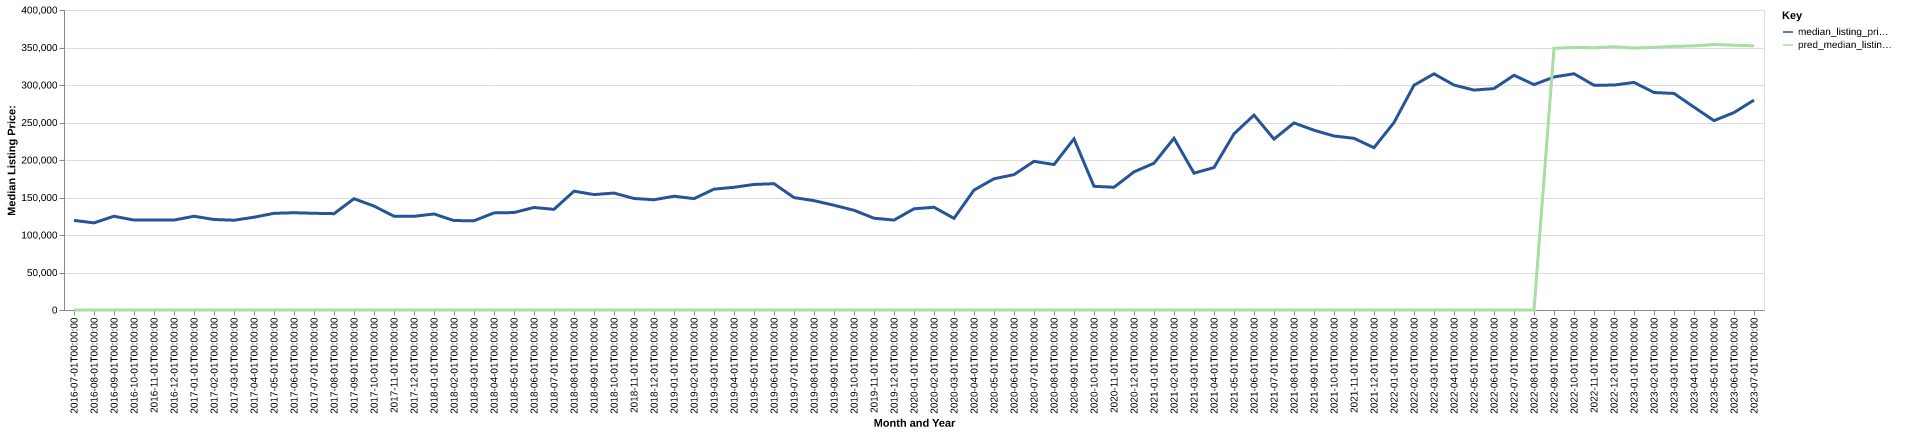 400,000
350,000
300,000
250,000
200,000
150,000
100,000
50,000
0
Median Listing Price:
2016-07-01T00:00:00
2016-08-01T00:00:00
2016-09-01T00:00:00
2016-10-01T00:00:00
2016-11-01T00:00:00
2016-12-01T00:00:00
2017-01-01T00:00:00
2017-02-01T00:00:00
2017-03-01T00:00:00
2017-04-01T00:00:00
2017-05-01T00:00:00
2017-06-01T00:00:00
2017-07-01T00:00:00
2017-08-01T00:00:00
2017-09-01T00:00:00
2017-10-01T00:00:00
2017-11-01T00:00:00
2017-12-01T00:00:00
2018-01-01T00:00:00
2018-02-01T00:00:00
2018-03-01T00:00:00
2018-04-01T00:00:00
2018-05-01T00:00:00
2018-06-01T00:00:00
2018-07-01T00:00:00
2018-08-01T00:00:00
2018-09-01T00:00:00
2018-10-01T00:00:00
2018-11-01T00:00:00
2018-12-01T00:00:00
2019-01-01T00:00:00
2019-02-01T00:00:00
2019-03-01T00:00:00
2019-04-01T00:00:00
2019-05-01T00:00:00
2019-06-01T00:00:00
2019-07-01T00:00:00
2019-08-01T00:00:00
2019-09-01T00:00:00
2019-10-01T00:00:00
2019-11-01T00:00:00
2019-12-01T00:00:00
2020-01-01T00:00:00
2020-02-01T00:00:00
2020-03-01T00:00:00
2020-04-01T00:00:00
2020-05-01T00:00:00
2020-06-01T00:00:00
2020-07-01T00:00:00
2020-08-01T00:00:00
2020-09-01T00:00:00
2020-10-01T00:00:00
2020-11-01T00:00:00
2020-12-01T00:00:00
2021-01-01T00:00:00
2021-02-01T00:00:00
2021-03-01T00:00:00
2021-04-01T00:00:00
2021-05-01T00:00:00
2021-06-01T00:00:00
2021-07-01T00:00:00
2021-08-01T00:00:00
2021-09-01T00:00:00
2021-10-01T00:00:00
2021-11-01T00:00:00
2021-12-01T00:00:00
2022-01-01T00:00:00
2022-02-01T00:00:00
2022-03-01T00:00:00
2022-04-01T00:00:00
2022-05-01T00:00:00
2022-06-01T00:00:00
2022-07-01T00:00:00
2022-08-01T00:00:00
2022-09-01T00:00:00
2022-10-01T00:00:00
2022-11-01T00:00:00
2022-12-01T00:00:00
2023-01-01T00:00:00
2023-02-01T00:00:00
2023-03-01T00:00:00
2023-04-01T00:00:00
2023-05-01T00:00:00
2023-06-01T00:00:00
2023-07-01T00:00:00
Month and Year
Key
median_listing_pri…
pred_median_listin…